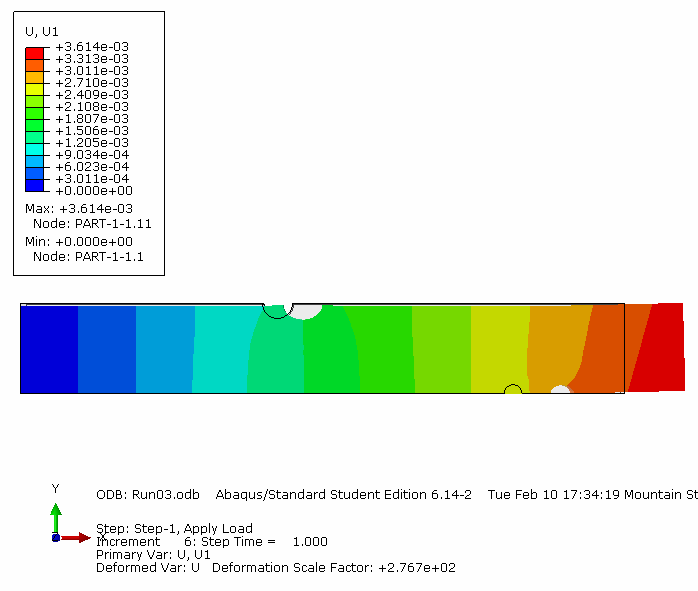 U, U1
+3.614e-03
+3.313e-03
+3.011e-03
+2.710e-03
+2.409e-03
+2.108e-03
+1.807e-03
+1.506e-03
+1.205e-03
+9.034e-04
+6.023e-04
+3.011e-04
+0.000e+00
Max: +3.614e-03
Node: PART-1-1.11
Min: +0.000e+00
Node: PART-1-1.1
Y
X
ODB: Run03.odb Abaqus/Standard Student Edition 6.14-2 Tue Feb 10 17:34:19 Mountain St
Step: Step-1, Apply Load
Increment 6: Step Time = 1.000
Primary Var: U, U1
Deformed Var: U Deformation Scale Factor: +2.767e+02